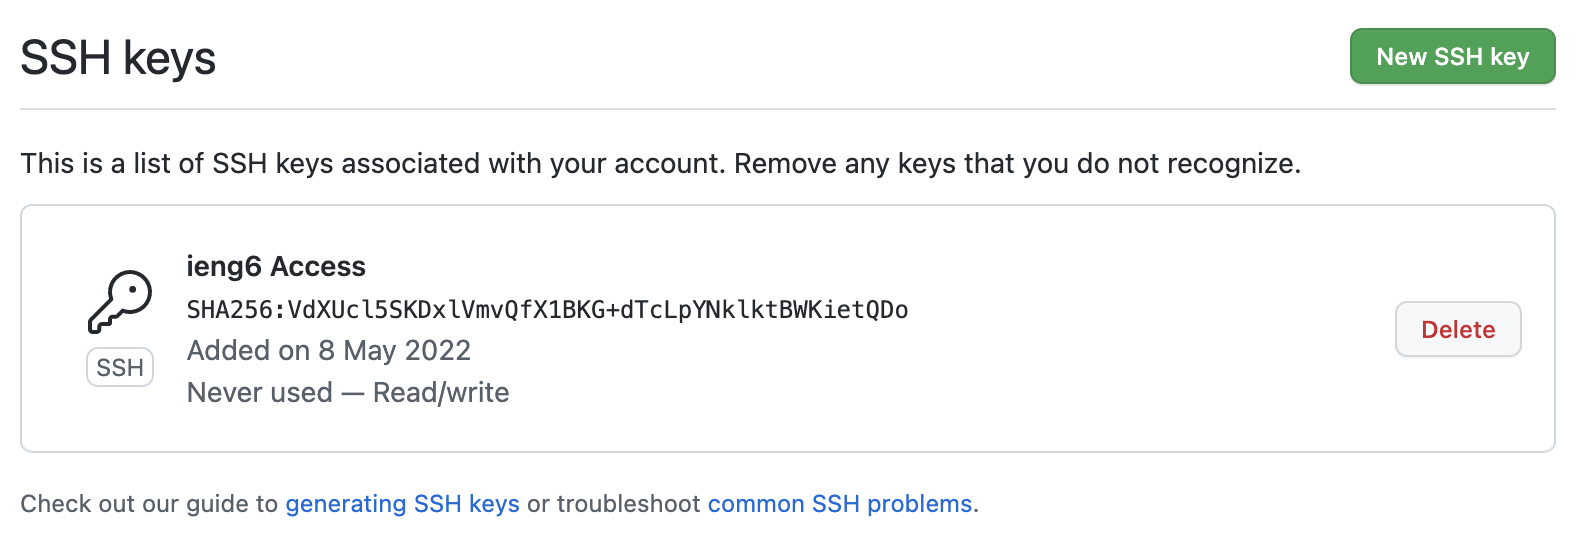 SSH keys
New SSH key
This is a list of SSH keys associated with your account. Remove any keys that you do not recognize.
ieng6 Access
SHA256:VdXUcl5SKDxlVmvQfX1BKG+dTcLpYNklktBWKietQDo
Added on 8 May 2022
Never used — Read/write
SSH
Delete
Check out our guide to generating SSH keys or troubleshoot common SSH problems.